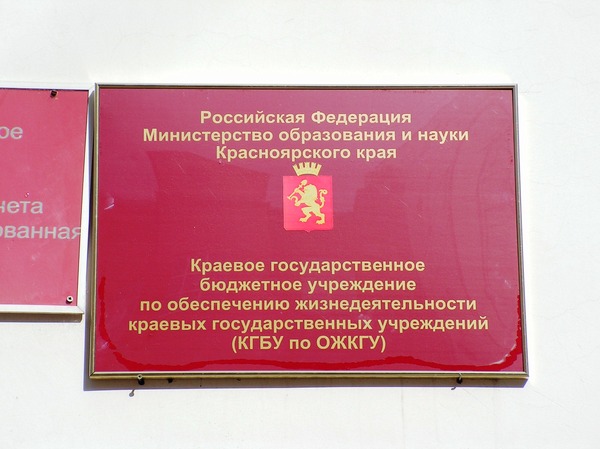 Российская Федерация
Министерство образования и науки
Красноярского края
Краевое государственное
бюджетное учреждение
по обеспечению жизнедеятельности
краевых государственных учреждений
(КГБУ по ОЖКГУ)